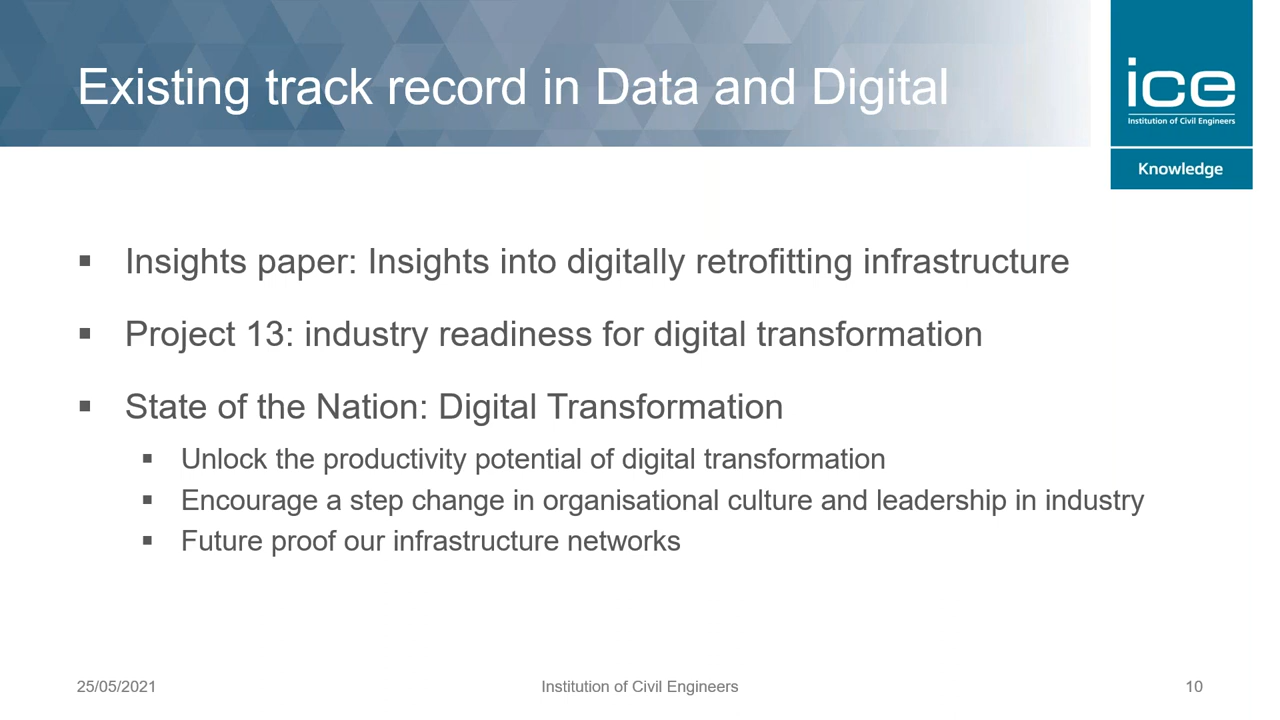 Existing track record in Data and Digital
ice
Institution of Civil Engineers
Knowledge
▪ Insights paper: Insights into digitally retrofitting infrastructure
▪ Project 13: industry readiness for digital transformation
▪ State of the Nation: Digital Transformation
▪ Unlock the productivity potential of digital transformation
▪ Encourage a step change in organisational culture and leadership in industry
▪ Future proof our infrastructure networks
25/05/2021
Institution of Civil Engineers
10